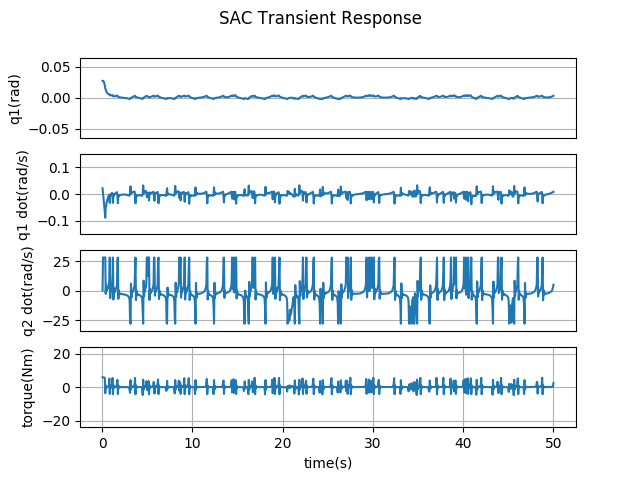 SAC Transient Response
q1(rad)
0.05
0.00
−0.05
q1 dot(rad/s)
0.1
0.0
−0.1
q2 dot(rad/s)
25
0
−25
torque(Nm)
20
0
−20
0 10 20 30 40 50
time(s)